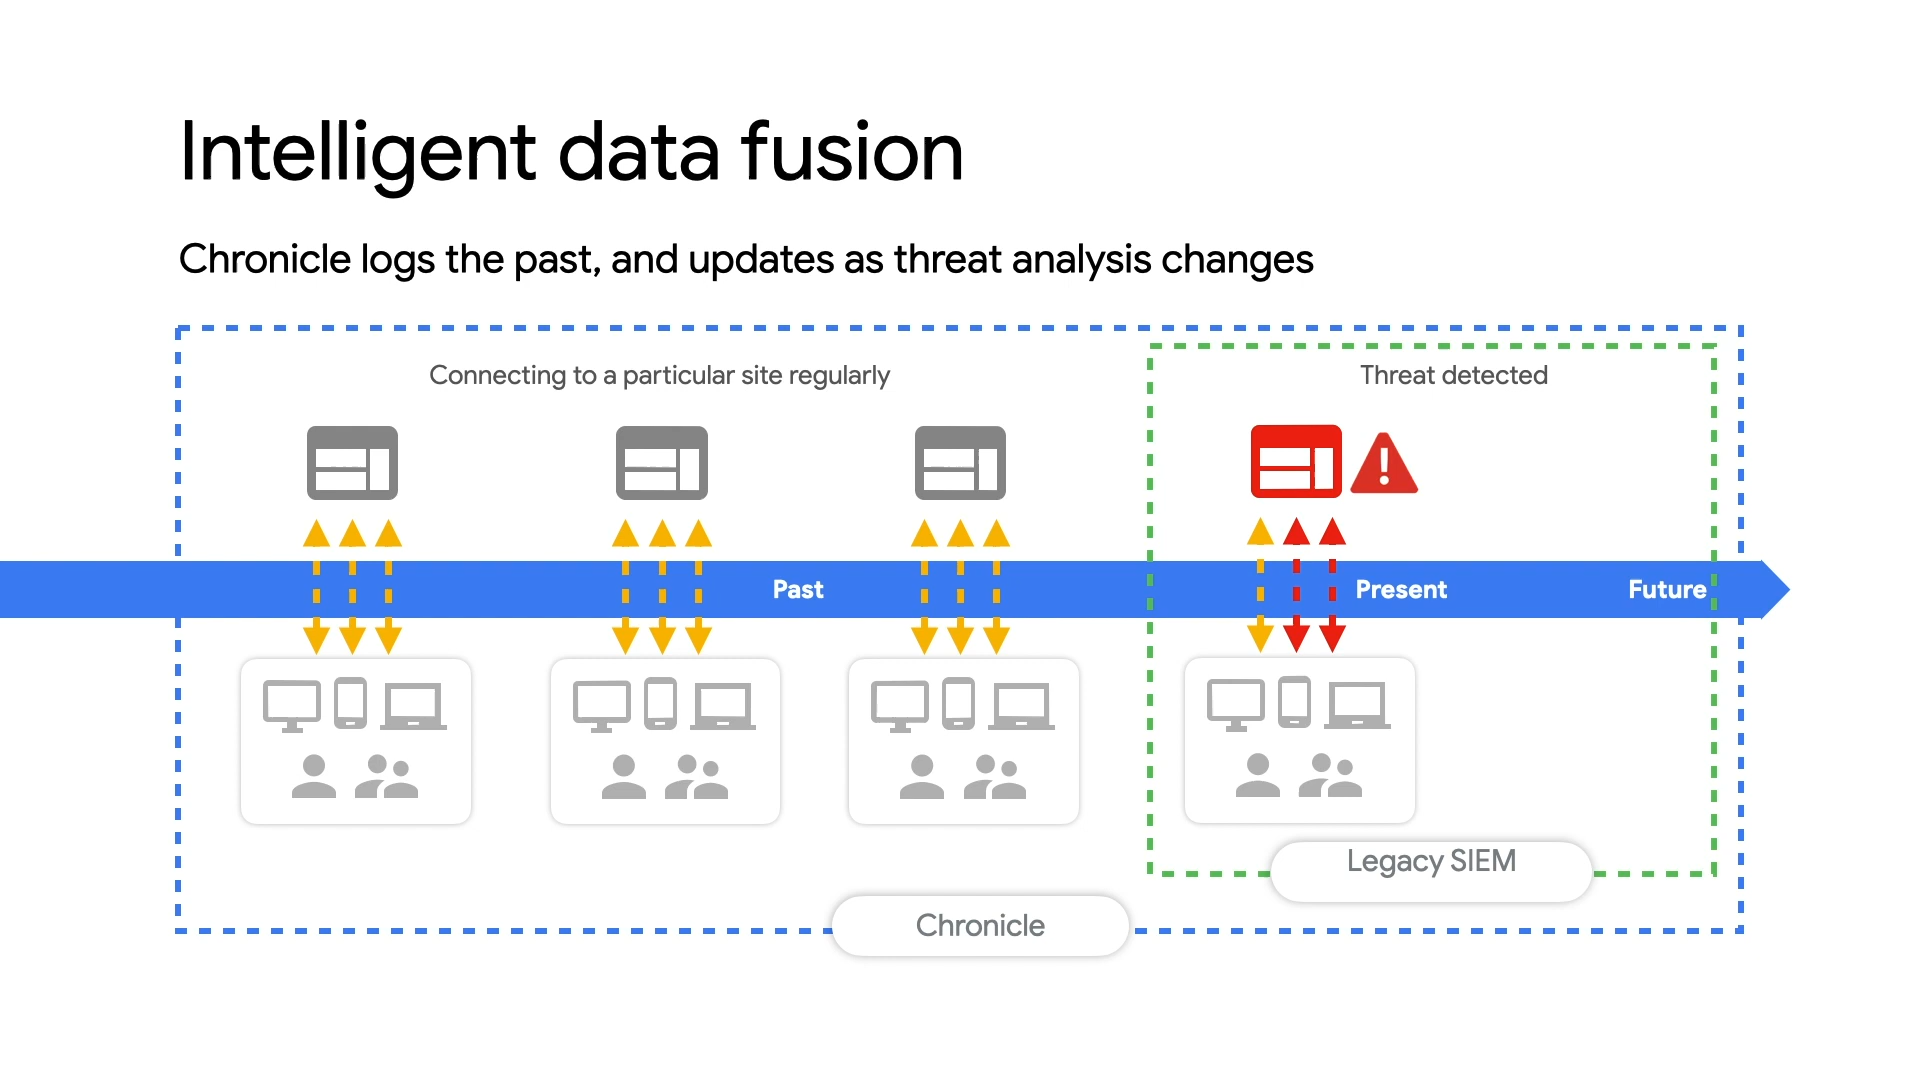 Intelligent data fusion
Chronicle logs the past, and updates as threat analysis changes
Connecting to a particular site regularly
Threat detected
Past
Present
Future
Legacy SIEM
Chronicle